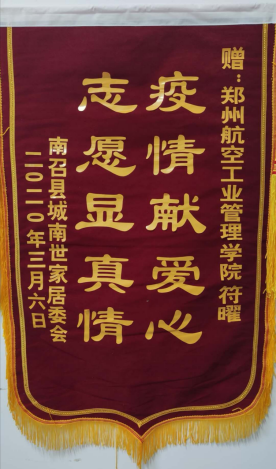 赠：郑州航空工业管理学院 符曜
疫情献爱心
志愿显真情
南召县城南世家居委会
二〇二〇年三月六日